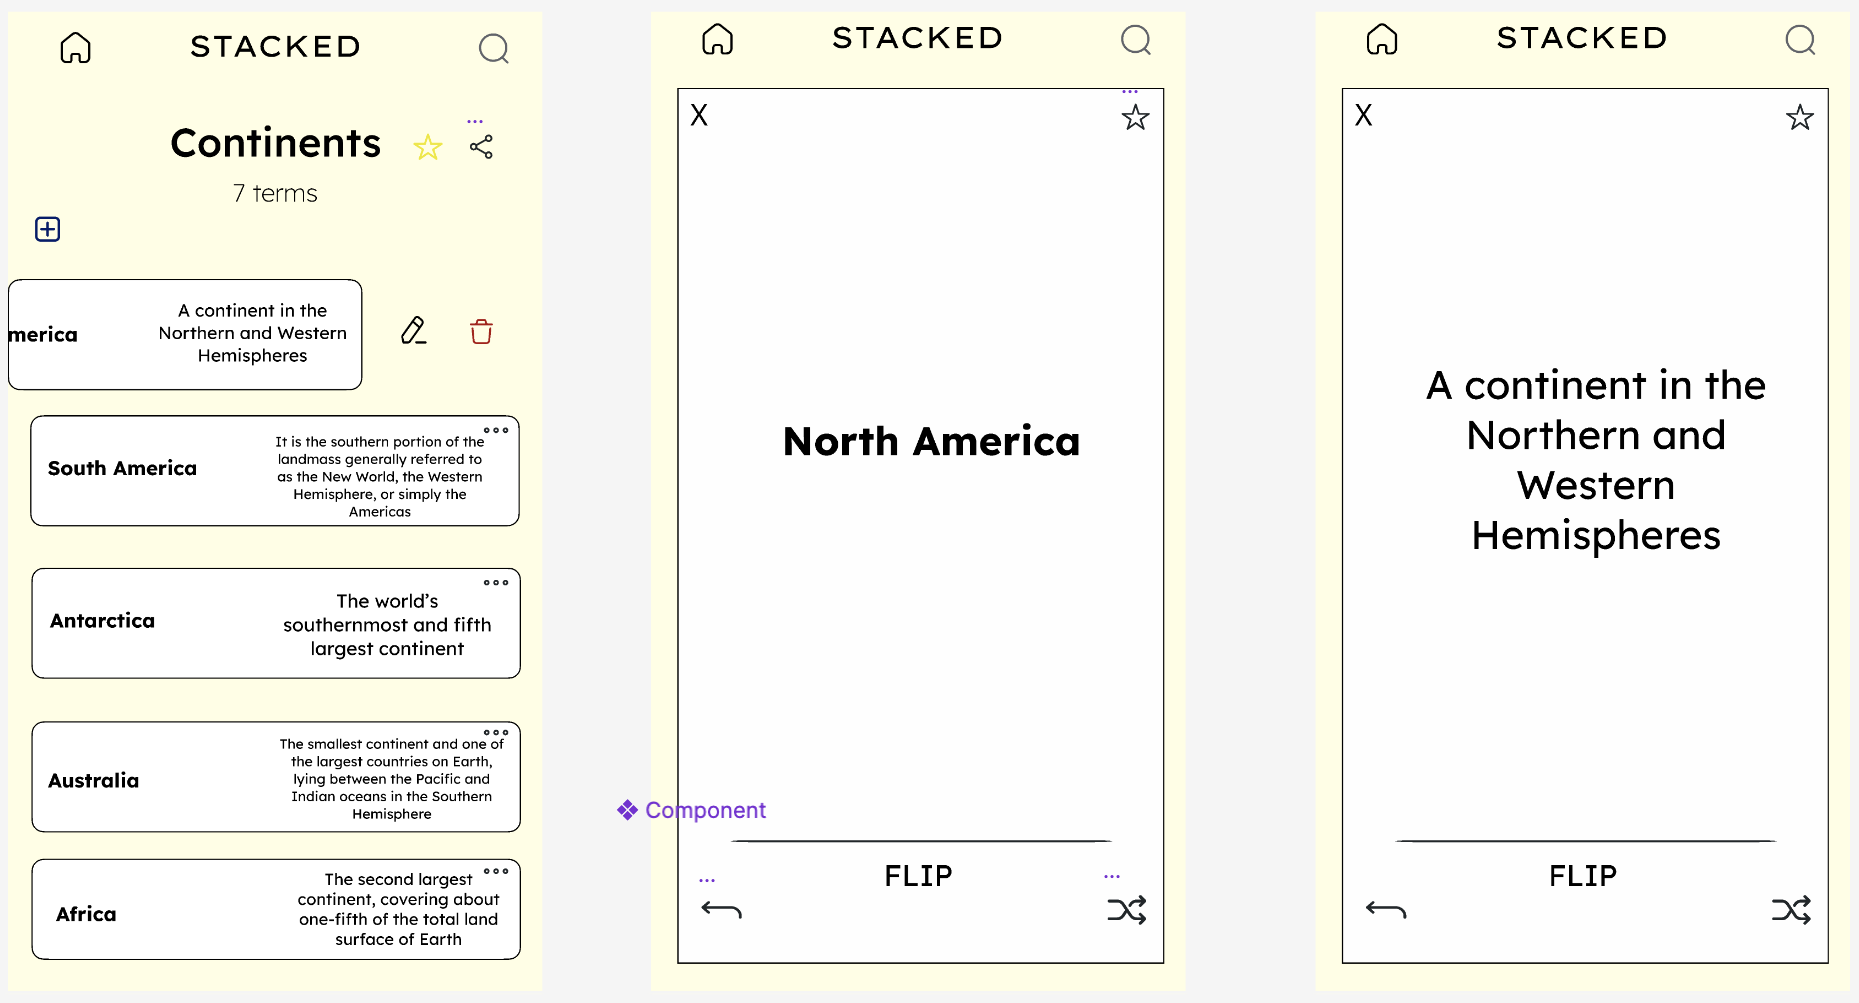 STACKED
Continents
7 terms
merica
A continent in the
Northern and Western
Hemispheres
South America
It is the southern portion of the
landmass generally referred to
as the New World, the Western
Hemisphere, or simply the
Americas
Antarctica
The world’s
southernmost and fifth
largest continent
Australia
The smallest continent and one of
the largest countries on Earth,
lying between the Pacific and
Indian oceans in the Southern
Hemisphere
Africa
The second largest
continent, covering about
one-fifth of the total land
surface of Earth
STACKED
X
North America
Component
FLIP
STACKED
X
A continent in the
Northern and
Western
Hemispheres
FLIP